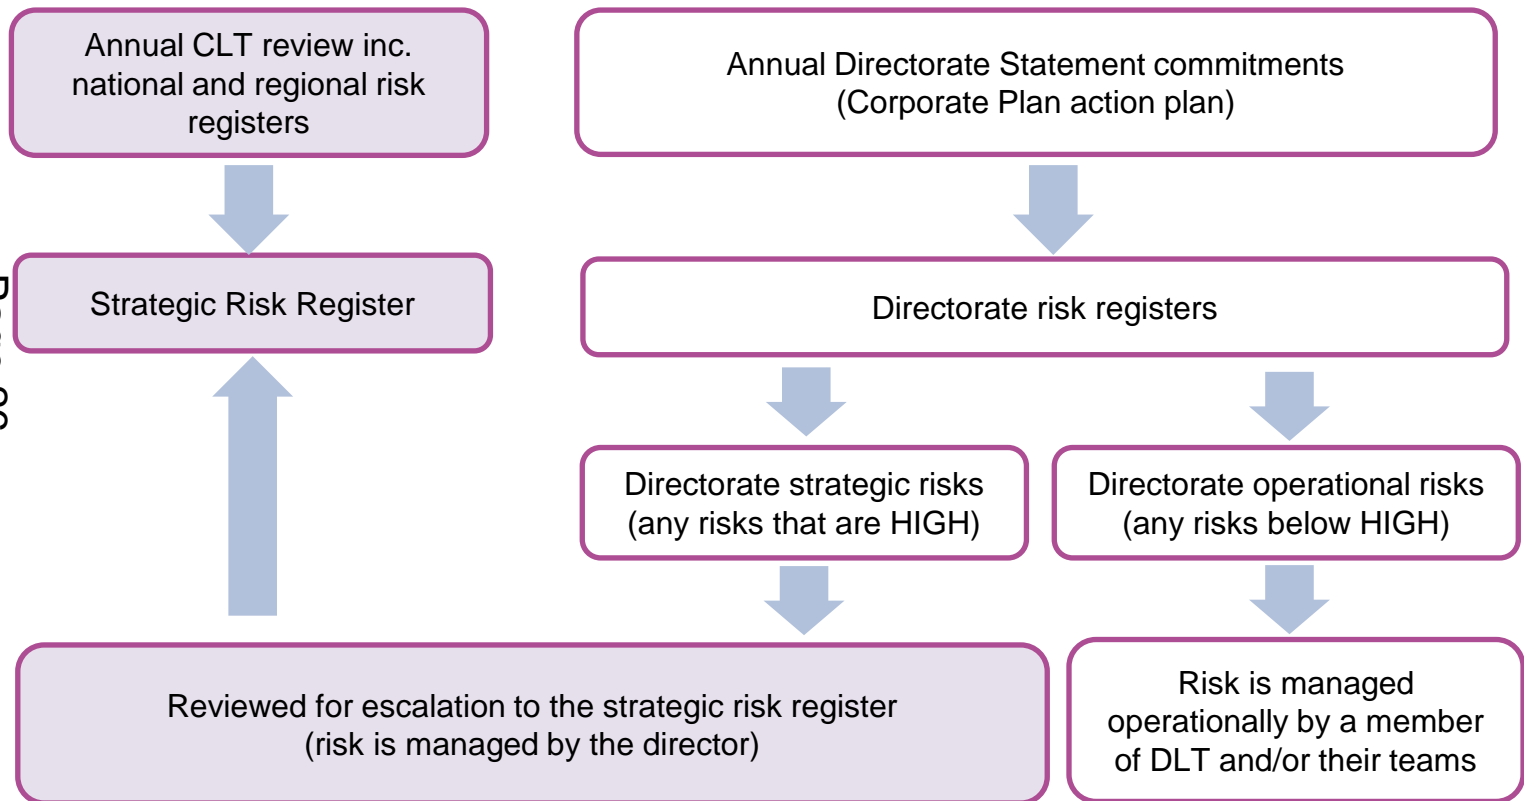 Annual CLT review inc.
national and regional risk
registers
Annual Directorate Statement commitments
(Corporate Plan action plan)
Strategic Risk Register
Directorate risk registers
Directorate strategic risks
(any risks that are HIGH)
Directorate operational risks
(any risks below HIGH)
Reviewed for escalation to the strategic risk register
(risk is managed by the director)
Risk is managed
operationally by a member
of DLT and/or their teams